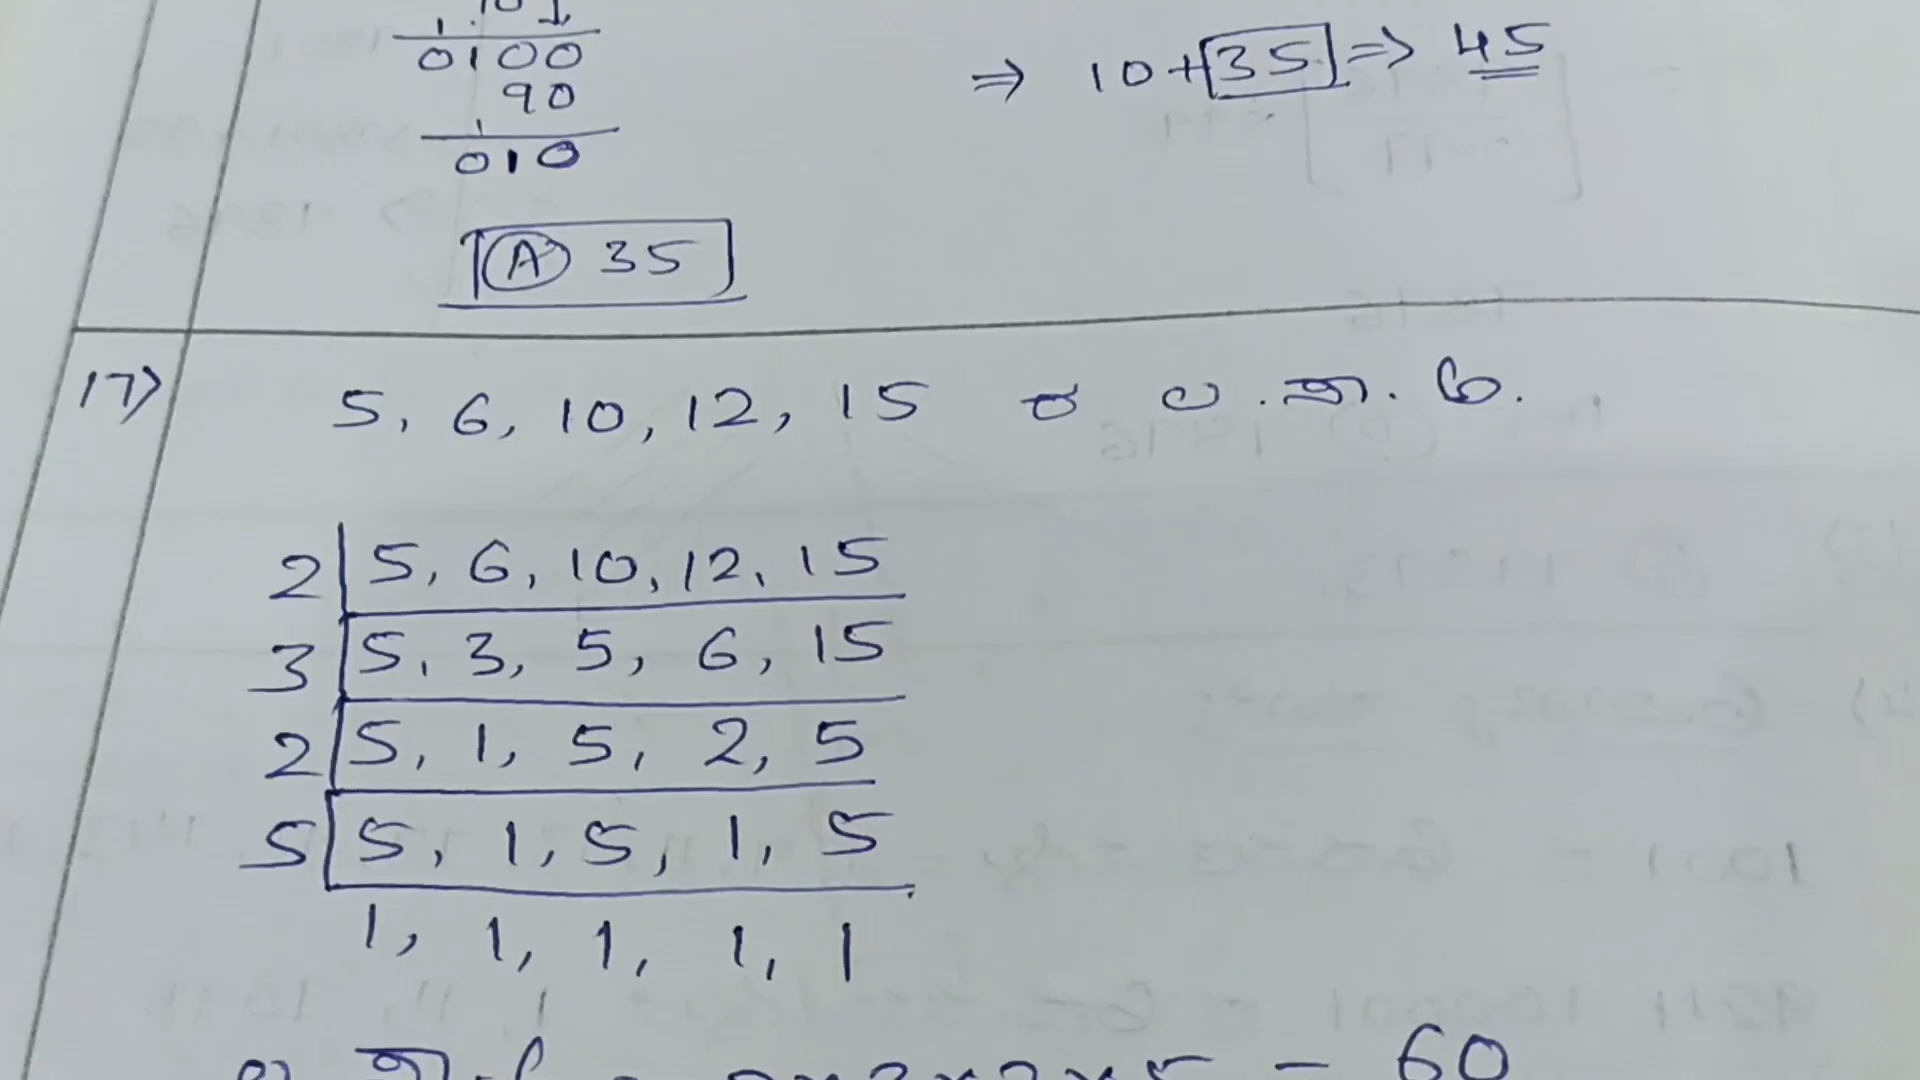 0100
90
010
⇒ 10+35 ⇒ 45
A 35
17) 5, 6, 10, 12, 15 ರ ಲ.ಸಾ.ಅ.
2 5, 6, 10, 12, 15
3 5, 3, 5, 6, 15
2 5, 1, 5, 2, 5
5 5, 1, 5, 1, 5
1, 1, 1, 1, 1
60